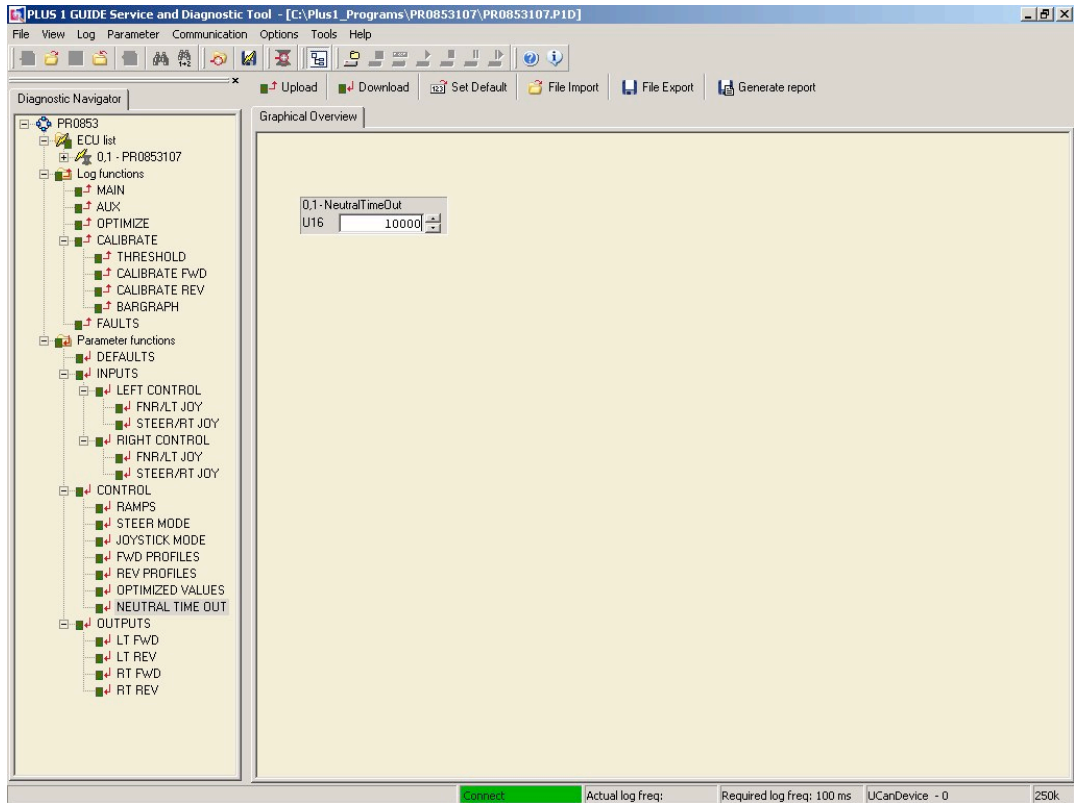 PLUS 1 GUIDE Service and Diagnostic Tool - [C:\Plus1_Programs\PR0853107\PR0853107.P1D]
File View Log Parameter Communication Options Tools Help
Upload Download Set Default File Import File Export Generate report
Diagnostic Navigator
Graphical Overview
PR0853
ECU list
0,1 - PR0853107
Log functions
MAIN
AUX
OPTIMIZE
CALIBRATE
THRESHOLD
CALIBRATE FWD
CALIBRATE REV
BARGRAPH
FAULTS
Parameter functions
DEFAULTS
INPUTS
LEFT CONTROL
FNR/LT JOY
STEER/RT JOY
RIGHT CONTROL
FNR/LT JOY
STEER/RT JOY
CONTROL
RAMPS
STEER MODE
JOYSTICK MODE
FWD PROFILES
REV PROFILES
OPTIMIZED VALUES
NEUTRAL TIME OUT
OUTPUTS
LT FWD
LT REV
RT FWD
RT REV
0,1-NeutralTimeOut
U16 10000
Connect Actual log freq: Required log freq: 100 ms UCanDevice - 0 250k